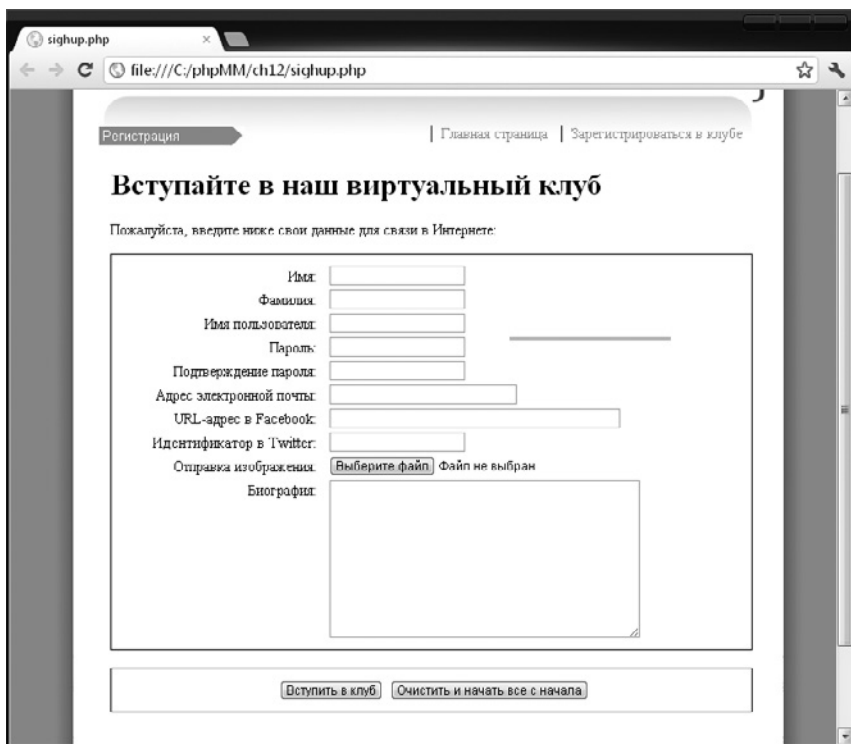 sighup.php
file:///C:/phpMM/ch12/sighup.php
Регистрация
Главная страница
Зарегистрироваться в клубе
Вступайте в наш виртуальный клуб
Пожалуйста, введите ниже свои данные для связи в Интернете:
Имя:
Фамилия:
Имя пользователя:
Пароль:
Подтверждение пароля:
Адрес электронной почты:
URL-адрес в Facebook:
Идентификатор в Twitter:
Отправка изображения: Выберите файл Файл не выбран
Биография:
Вступить в клуб Очистить и начать все с начала